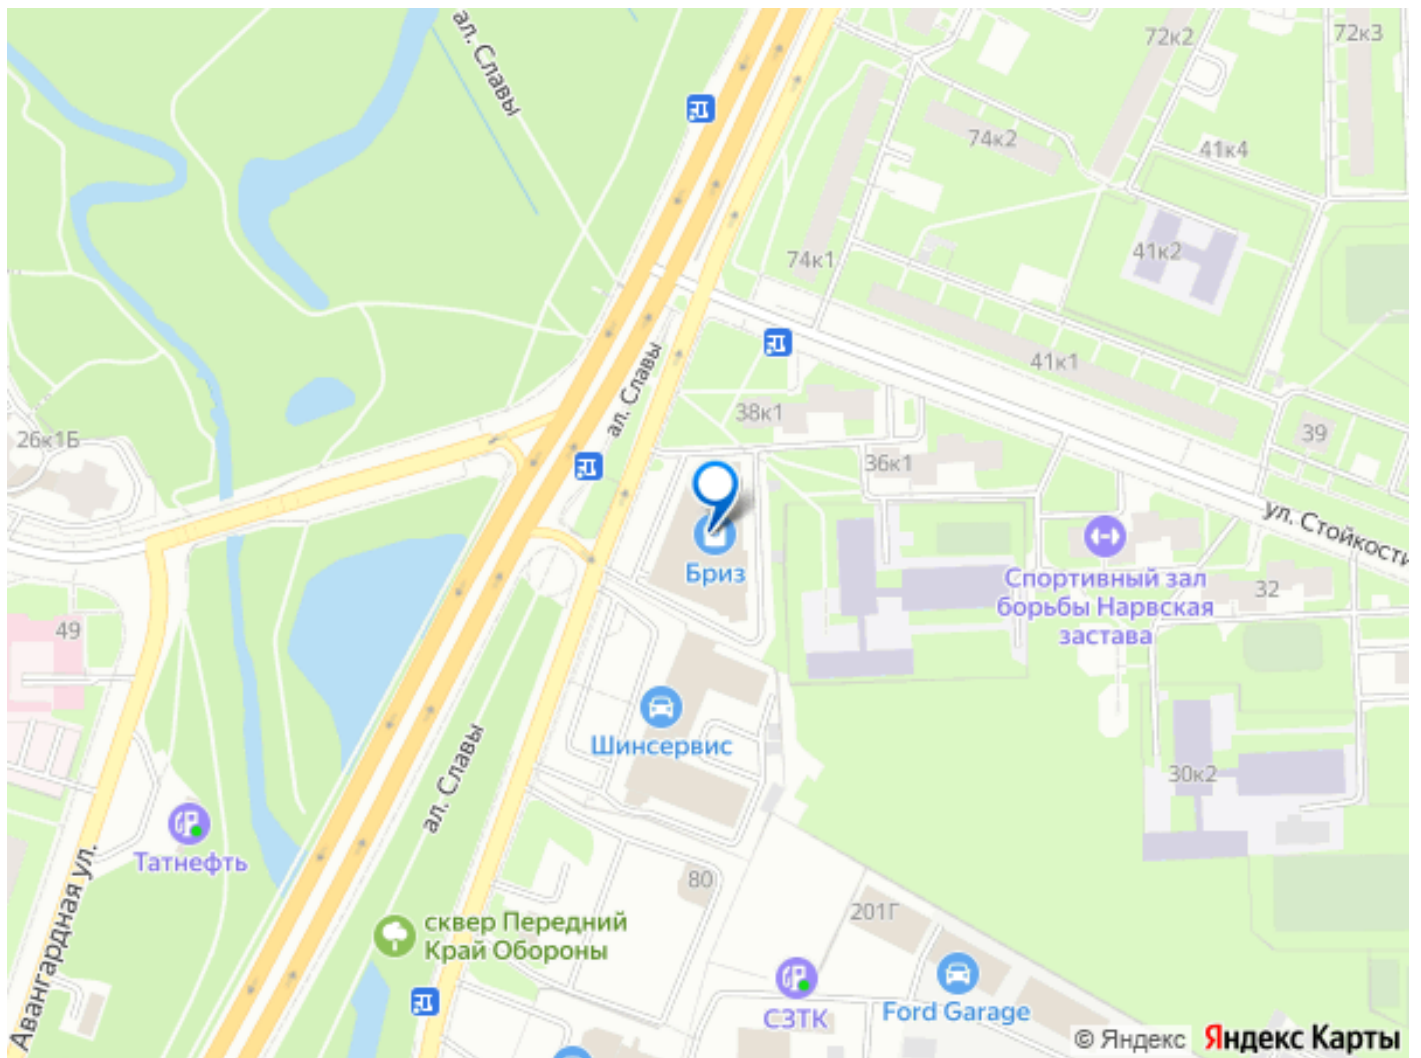 ал. Славы
72к2
72к3
74к2
41к4
74к1
41к2
41к1
ал. Славы
38к1
26к1Б
36к1
39
ул. Стойкости
Бриз
Спортивный зал
борьбы Нарвская
застава
32
49
Шинсервис
ал. Славы
30к2
Татнефть
80
201Г
сквер Передний
Край Обороны
Авангардная ул.
СЗТК
Ford Garage
© Яндекс Яндекс Карты